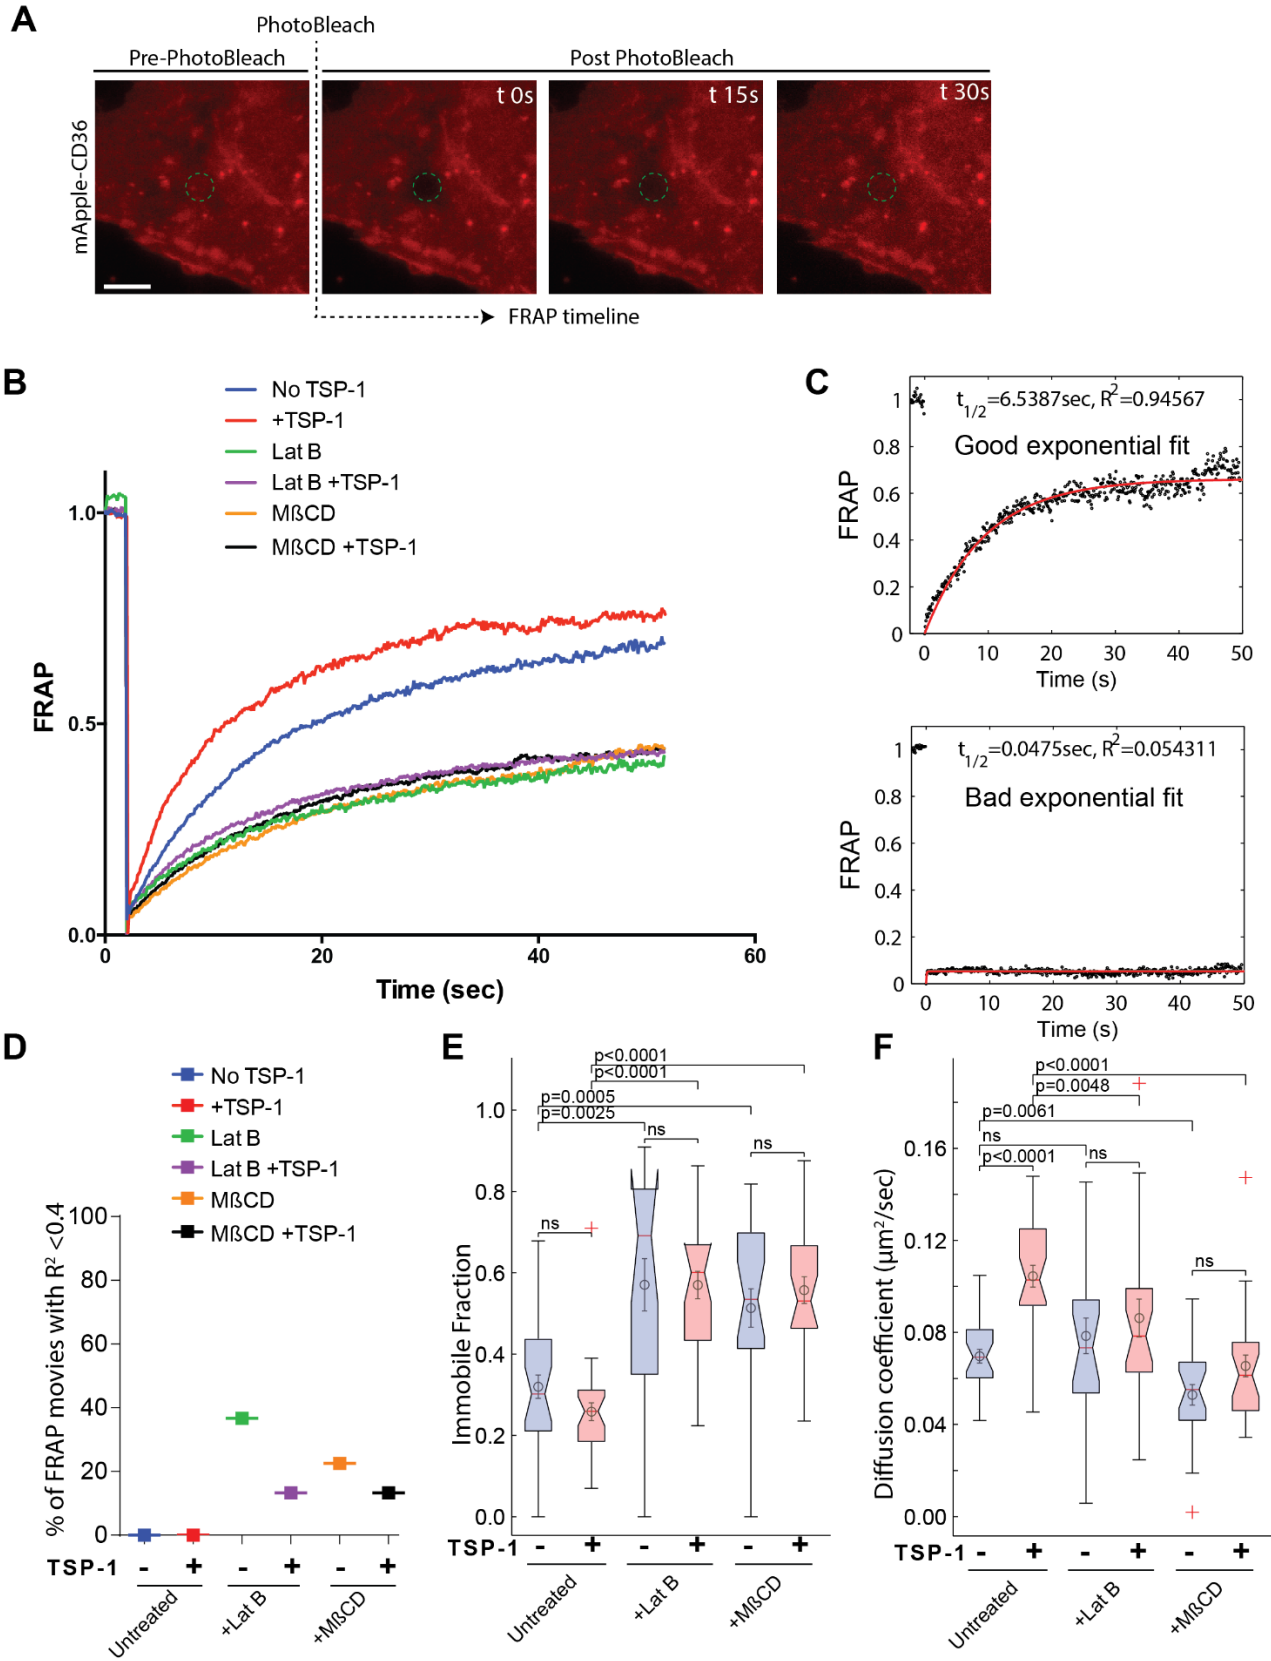 A
PhotoBleach
Pre-PhotoBleach
Post PhotoBleach
mApple-CD36
t 0s
t 15s
t 30s
FRAP timeline
B
No TSP-1
+TSP-1
Lat B
Lat B +TSP-1
MßCD
MßCD +TSP-1
FRAP
1.0
0.5
0.0
0
20
40
60
Time (sec)
C
t1/2=6.5387sec, R2=0.94567
Good exponential fit
FRAP
1
0.8
0.6
0.4
0.2
0
0
10
20
30
40
50
Time (s)
t1/2=0.0475sec, R2=0.054311
Bad exponential fit
FRAP
1
0.8
0.6
0.4
0.2
0
0
10
20
30
40
50
Time (s)
D
No TSP-1
+TSP-1
Lat B
Lat B +TSP-1
MßCD
MßCD +TSP-1
% of FRAP movies with R2 <0.4
100
80
60
40
20
0
TSP-1 - + - + - +
Untreated
+Lat B
+MßCD
E
p<0.0001
p<0.0001
p=0.0005
p=0.0025
ns
ns
ns
Immobile Fraction
1.0
0.8
0.6
0.4
0.2
0.0
TSP-1 - + - + - +
Untreated
+Lat B
+MßCD
F
p<0.0001
p=0.0048
p=0.0061
ns
p<0.0001
ns
ns
Diffusion coefficient (µm2/sec)
0.16
0.12
0.08
0.04
0.00
TSP-1 - + - + - +
Untreated
+Lat B
+MßCD